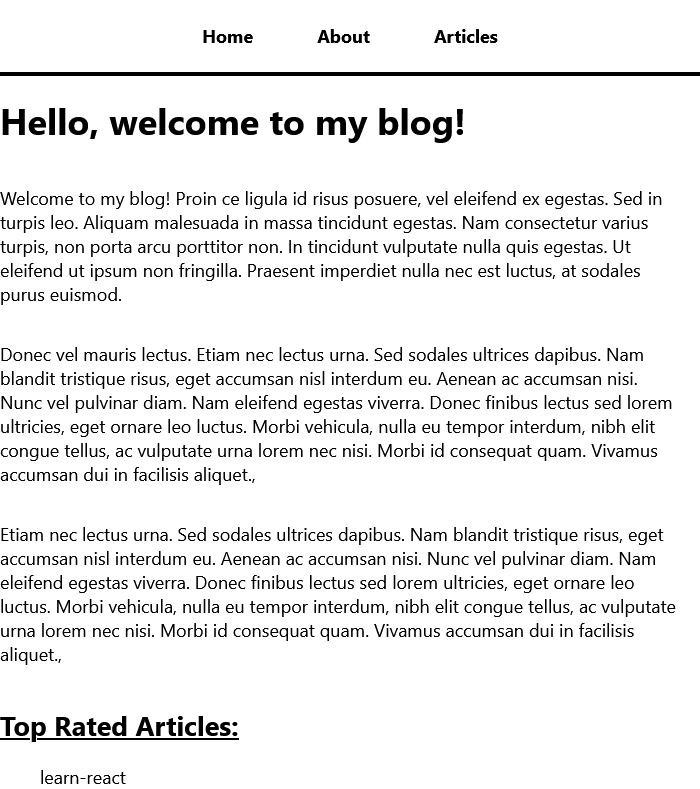 Home About Articles
Hello, welcome to my blog!
Welcome to my blog! Proin ce ligula id risus posuere, vel eleifend ex egestas. Sed in
turpis leo. Aliquam malesuada in massa tincidunt egestas. Nam consectetur varius
turpis, non porta arcu porttitor non. In tincidunt vulputate nulla quis egestas. Ut
eleifend ut ipsum non fringilla. Praesent imperdiet nulla nec est luctus, at sodales
purus euismod.
Donec vel mauris lectus. Etiam nec lectus urna. Sed sodales ultrices dapibus. Nam
blandit tristique risus, eget accumsan nisl interdum eu. Aenean ac accumsan nisi.
Nunc vel pulvinar diam. Nam eleifend egestas viverra. Donec finibus lectus sed lorem
ultricies, eget ornare leo luctus. Morbi vehicula, nulla eu tempor interdum, nibh elit
congue tellus, ac vulputate urna lorem nec nisi. Morbi id consequat quam. Vivamus
accumsan dui in facilisis aliquet.,
Etiam nec lectus urna. Sed sodales ultrices dapibus. Nam blandit tristique risus, eget
accumsan nisl interdum eu. Aenean ac accumsan nisi. Nunc vel pulvinar diam. Nam
eleifend egestas viverra. Donec finibus lectus sed lorem ultricies, eget ornare leo
luctus. Morbi vehicula, nulla eu tempor interdum, nibh elit congue tellus, ac vulputate
urna lorem nec nisi. Morbi id consequat quam. Vivamus accumsan dui in facilisis
aliquet.,
Top Rated Articles:
learn-react